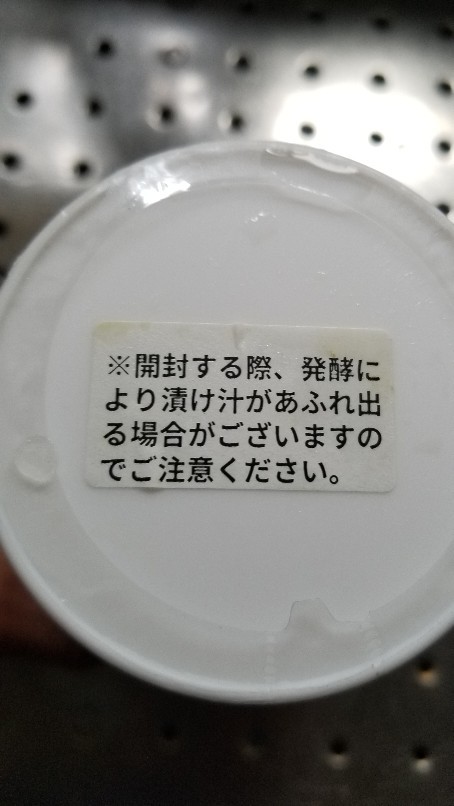 ※開封する際、発酵に
より漬け汁があふれ出
る場合がございますの
でご注意ください。